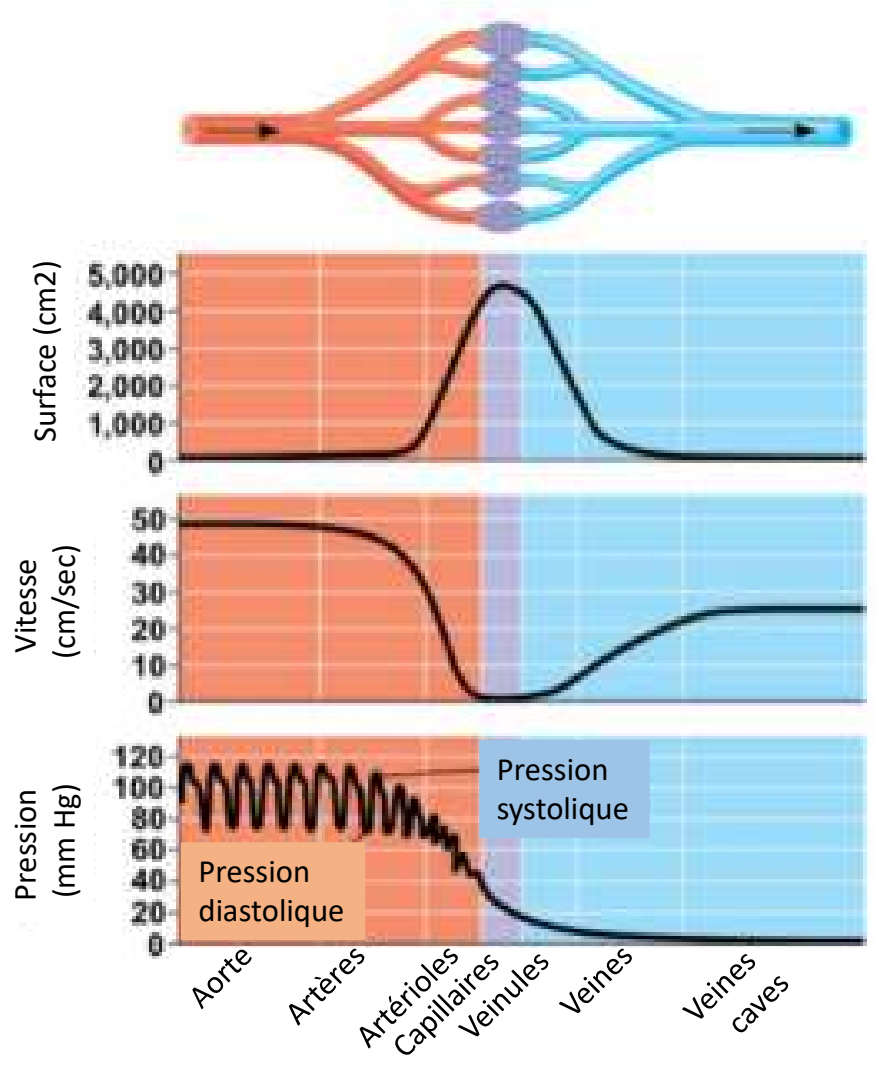 Surface (cm2)
5,000
4,000
3,000
2,000
1,000
0
Vitesse
(cm/sec)
50
40
30
20
10
0
Pression
(mm Hg)
120
100
80
60
40
20
0
Pression
systolique
Pression
diastolique
Aorte
Artères
Artérioles
Capillaires
Veinules
Veines
Veines
caves